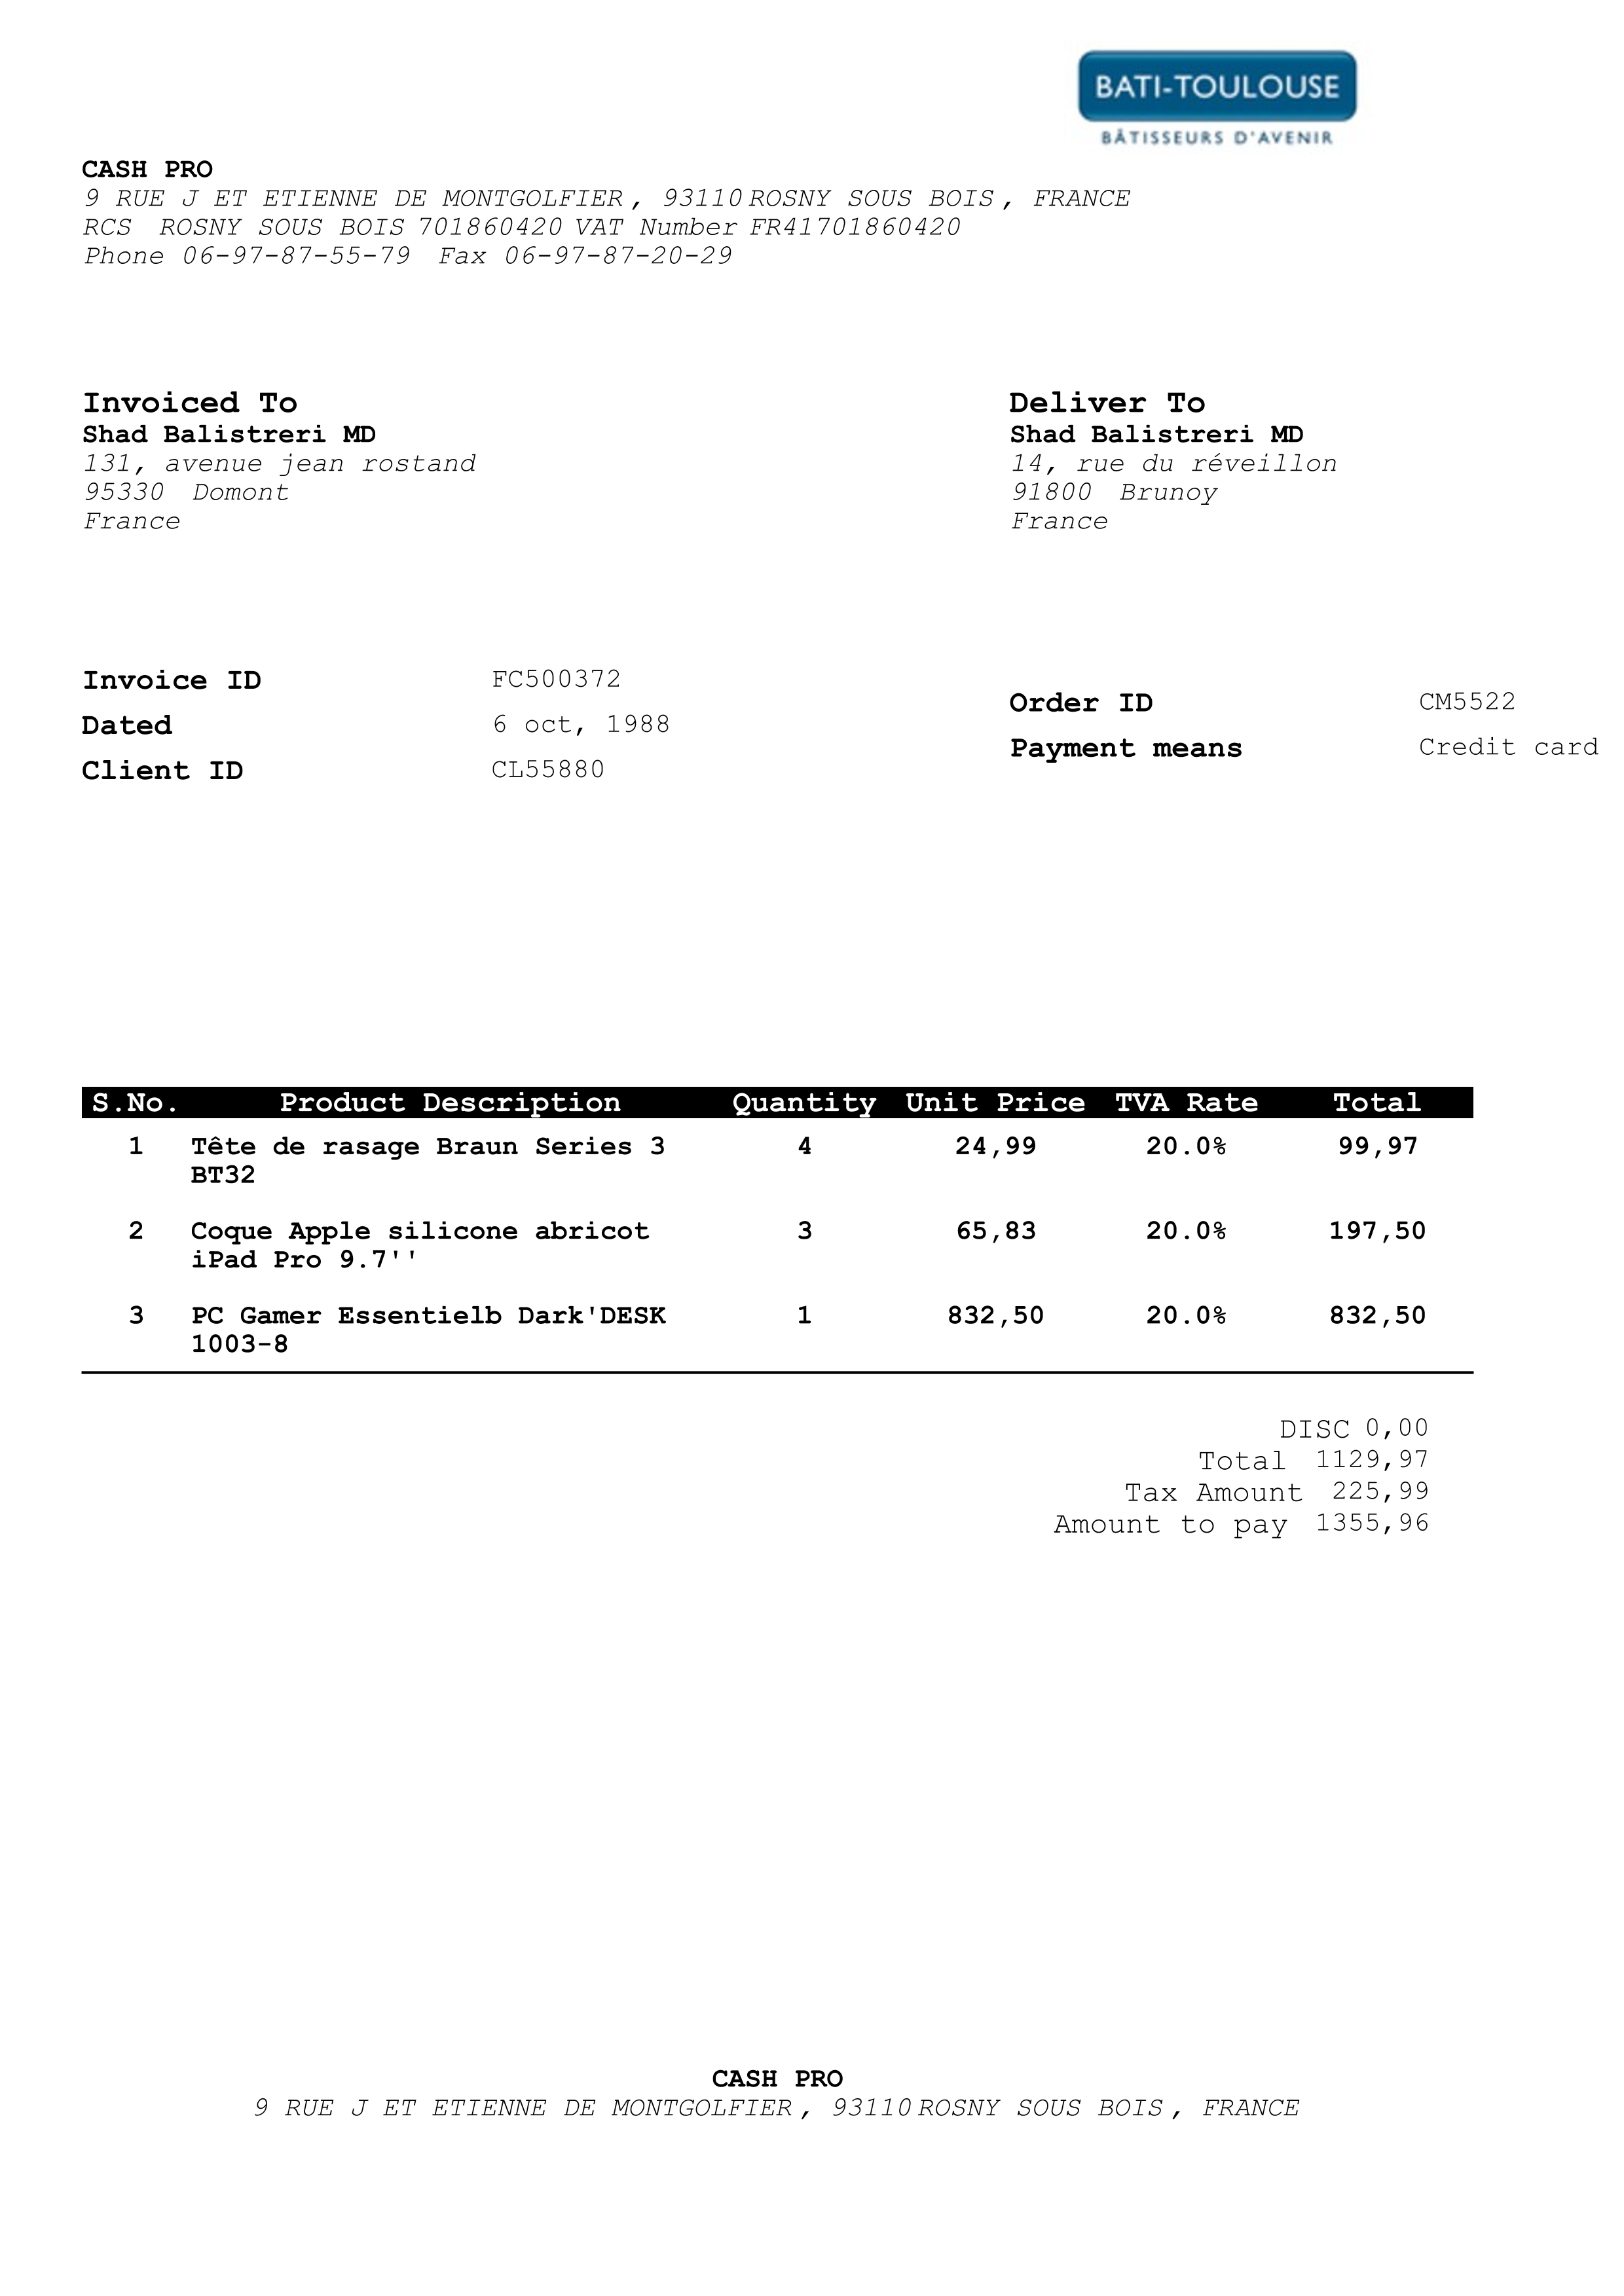 BATI-TOULOUSE
BÂTISSEURS D'AVENIR
CASH PRO
9 RUE J ET ETIENNE DE MONTGOLFIER, 93110 ROSNY SOUS BOIS, FRANCE
RCS ROSNY SOUS BOIS 701860420 VAT Number FR41701860420
Phone 06-97-87-55-79 Fax 06-97-87-20-29
Invoiced To
Shad Balistreri MD
131, avenue jean rostand
95330 Domont
France
Deliver To
Shad Balistreri MD
14, rue du réveillon
91800 Brunoy
France
Invoice ID FC500372
Dated 6 oct, 1988
Client ID CL55880
Order ID CM5522
Payment means Credit card
S.No. Product Description Quantity Unit Price TVA Rate Total
1 Tête de rasage Braun Series 3 4 24,99 20.0% 99,97
BT32
2 Coque Apple silicone abricot 3 65,83 20.0% 197,50
iPad Pro 9.7''
3 PC Gamer Essentielb Dark'DESK 1 832,50 20.0% 832,50
1003-8
DISC 0,00
Total 1129,97
Tax Amount 225,99
Amount to pay 1355,96
CASH PRO
9 RUE J ET ETIENNE DE MONTGOLFIER, 93110 ROSNY SOUS BOIS, FRANCE